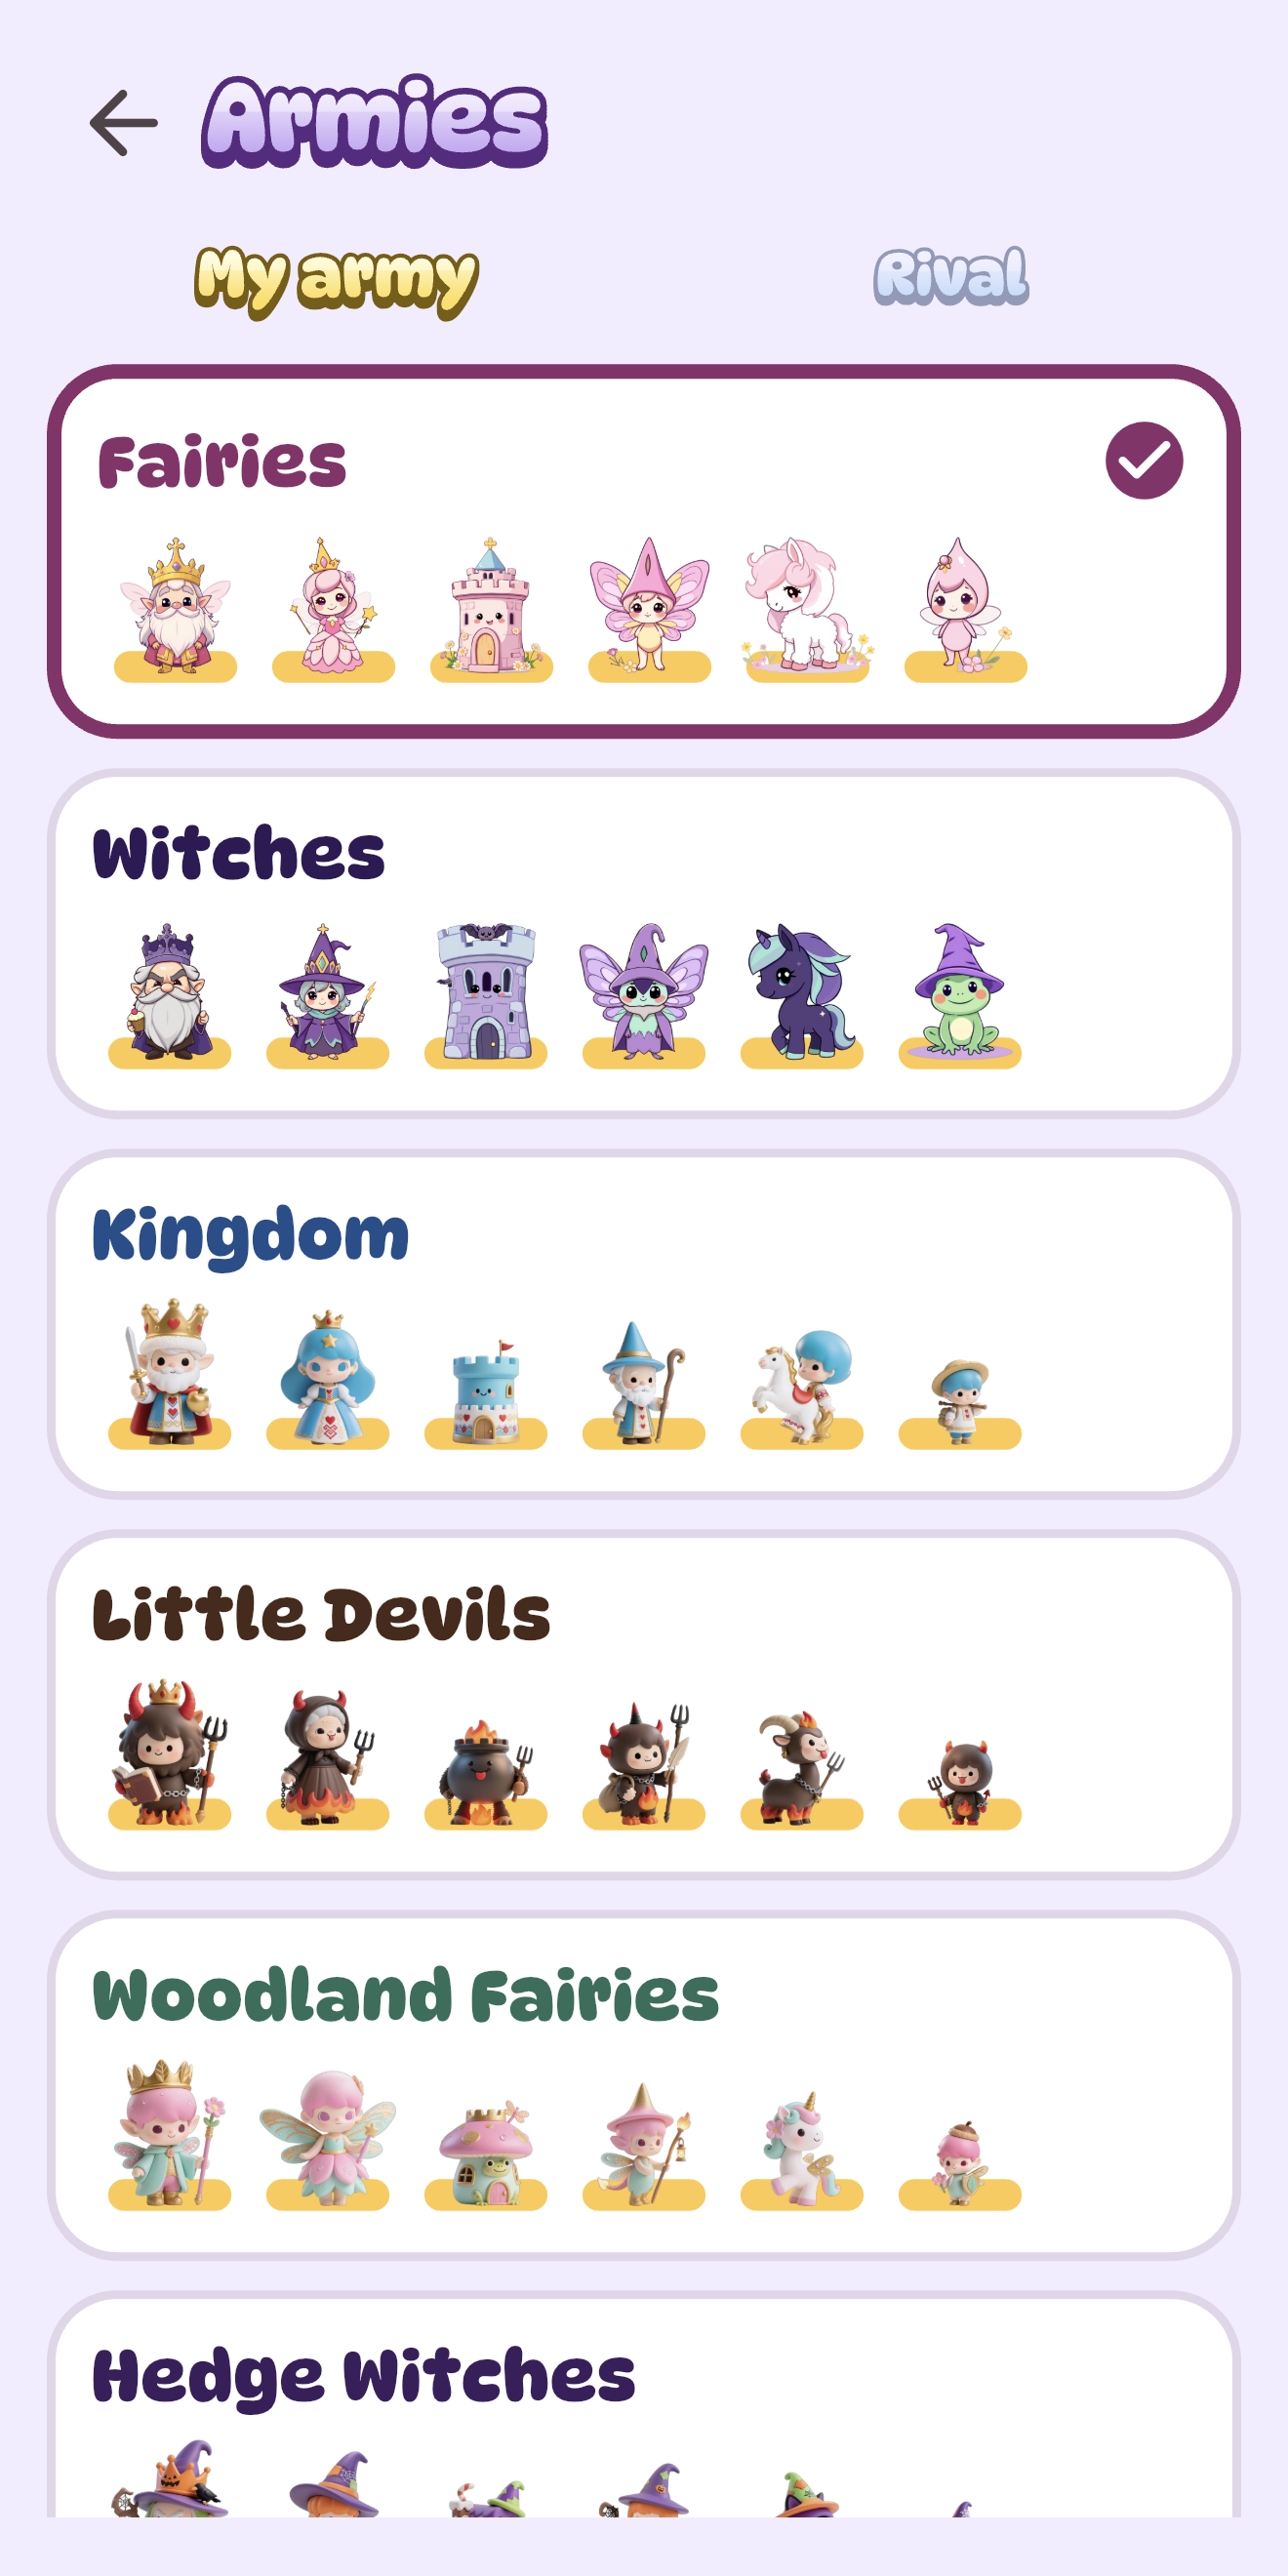 Armies
My army
Rival
Fairies
Witches
Kingdom
Little Devils
Woodland Fairies
Hedge Witches